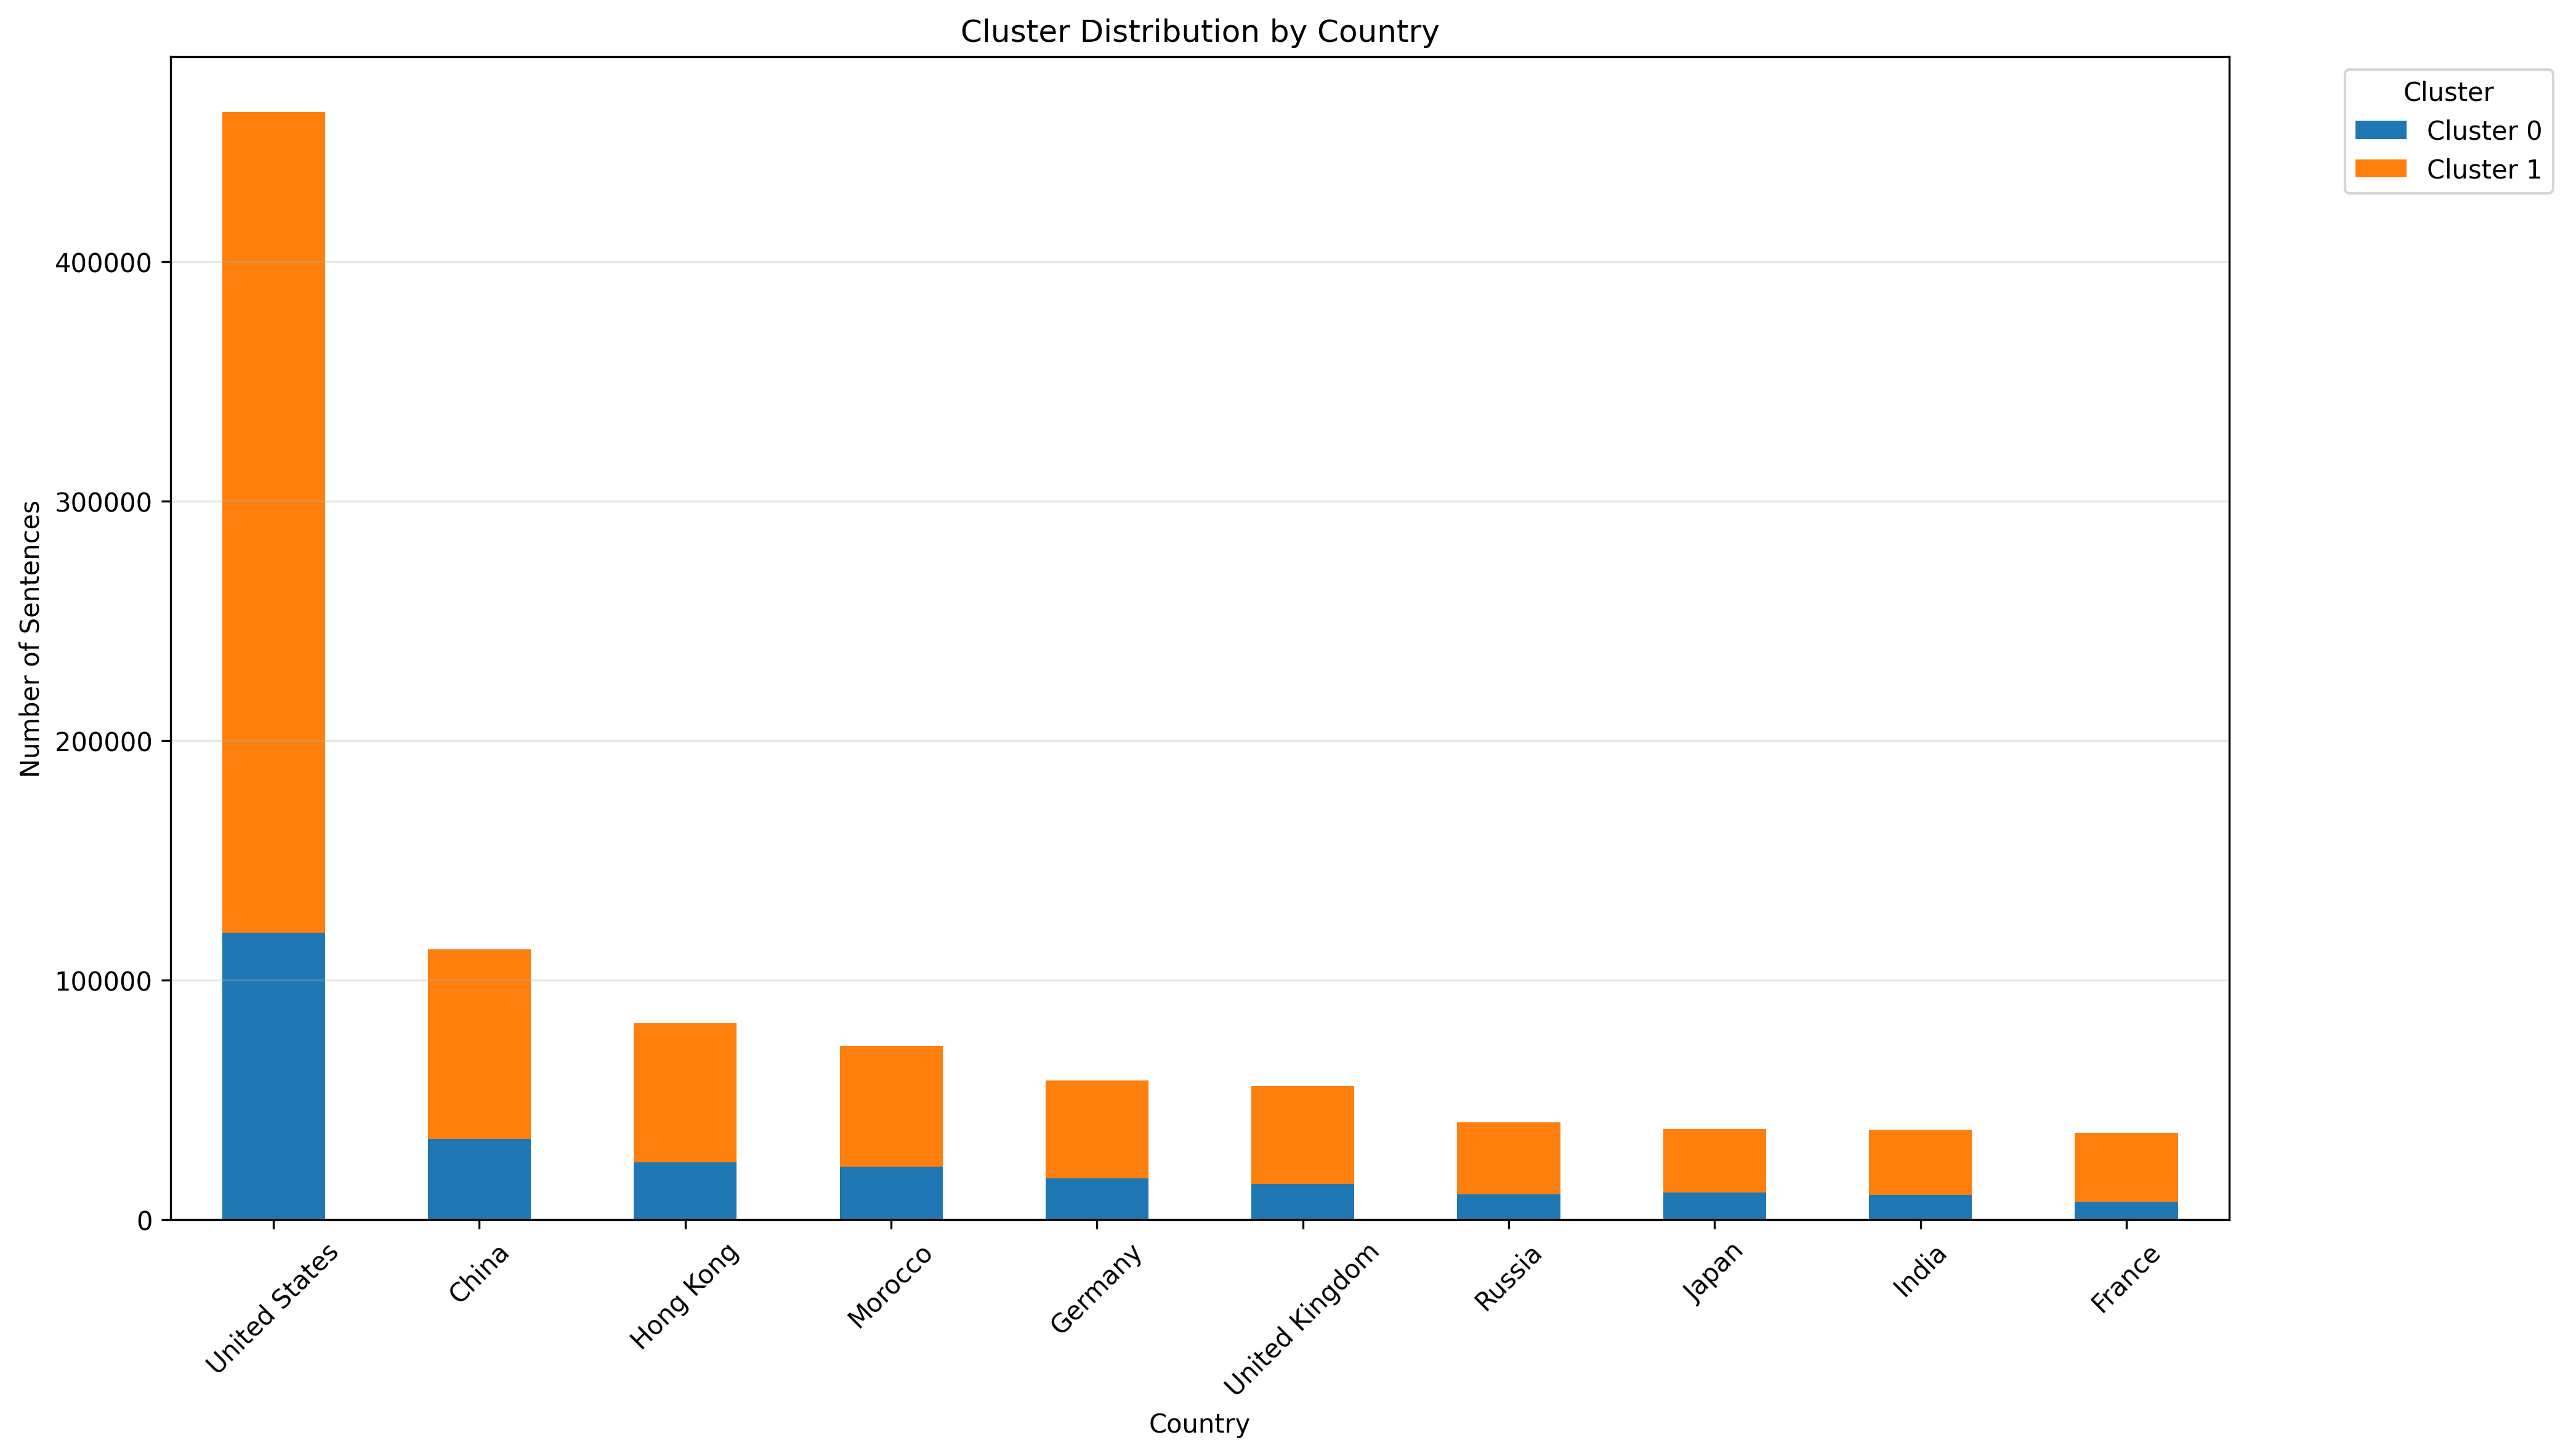 Cluster Distribution by Country
Cluster
Cluster 0
Cluster 1
Number of Sentences
400000
300000
200000
100000
0
United States
China
Hong Kong
Morocco
Germany
United Kingdom
Russia
Japan
India
France
Country